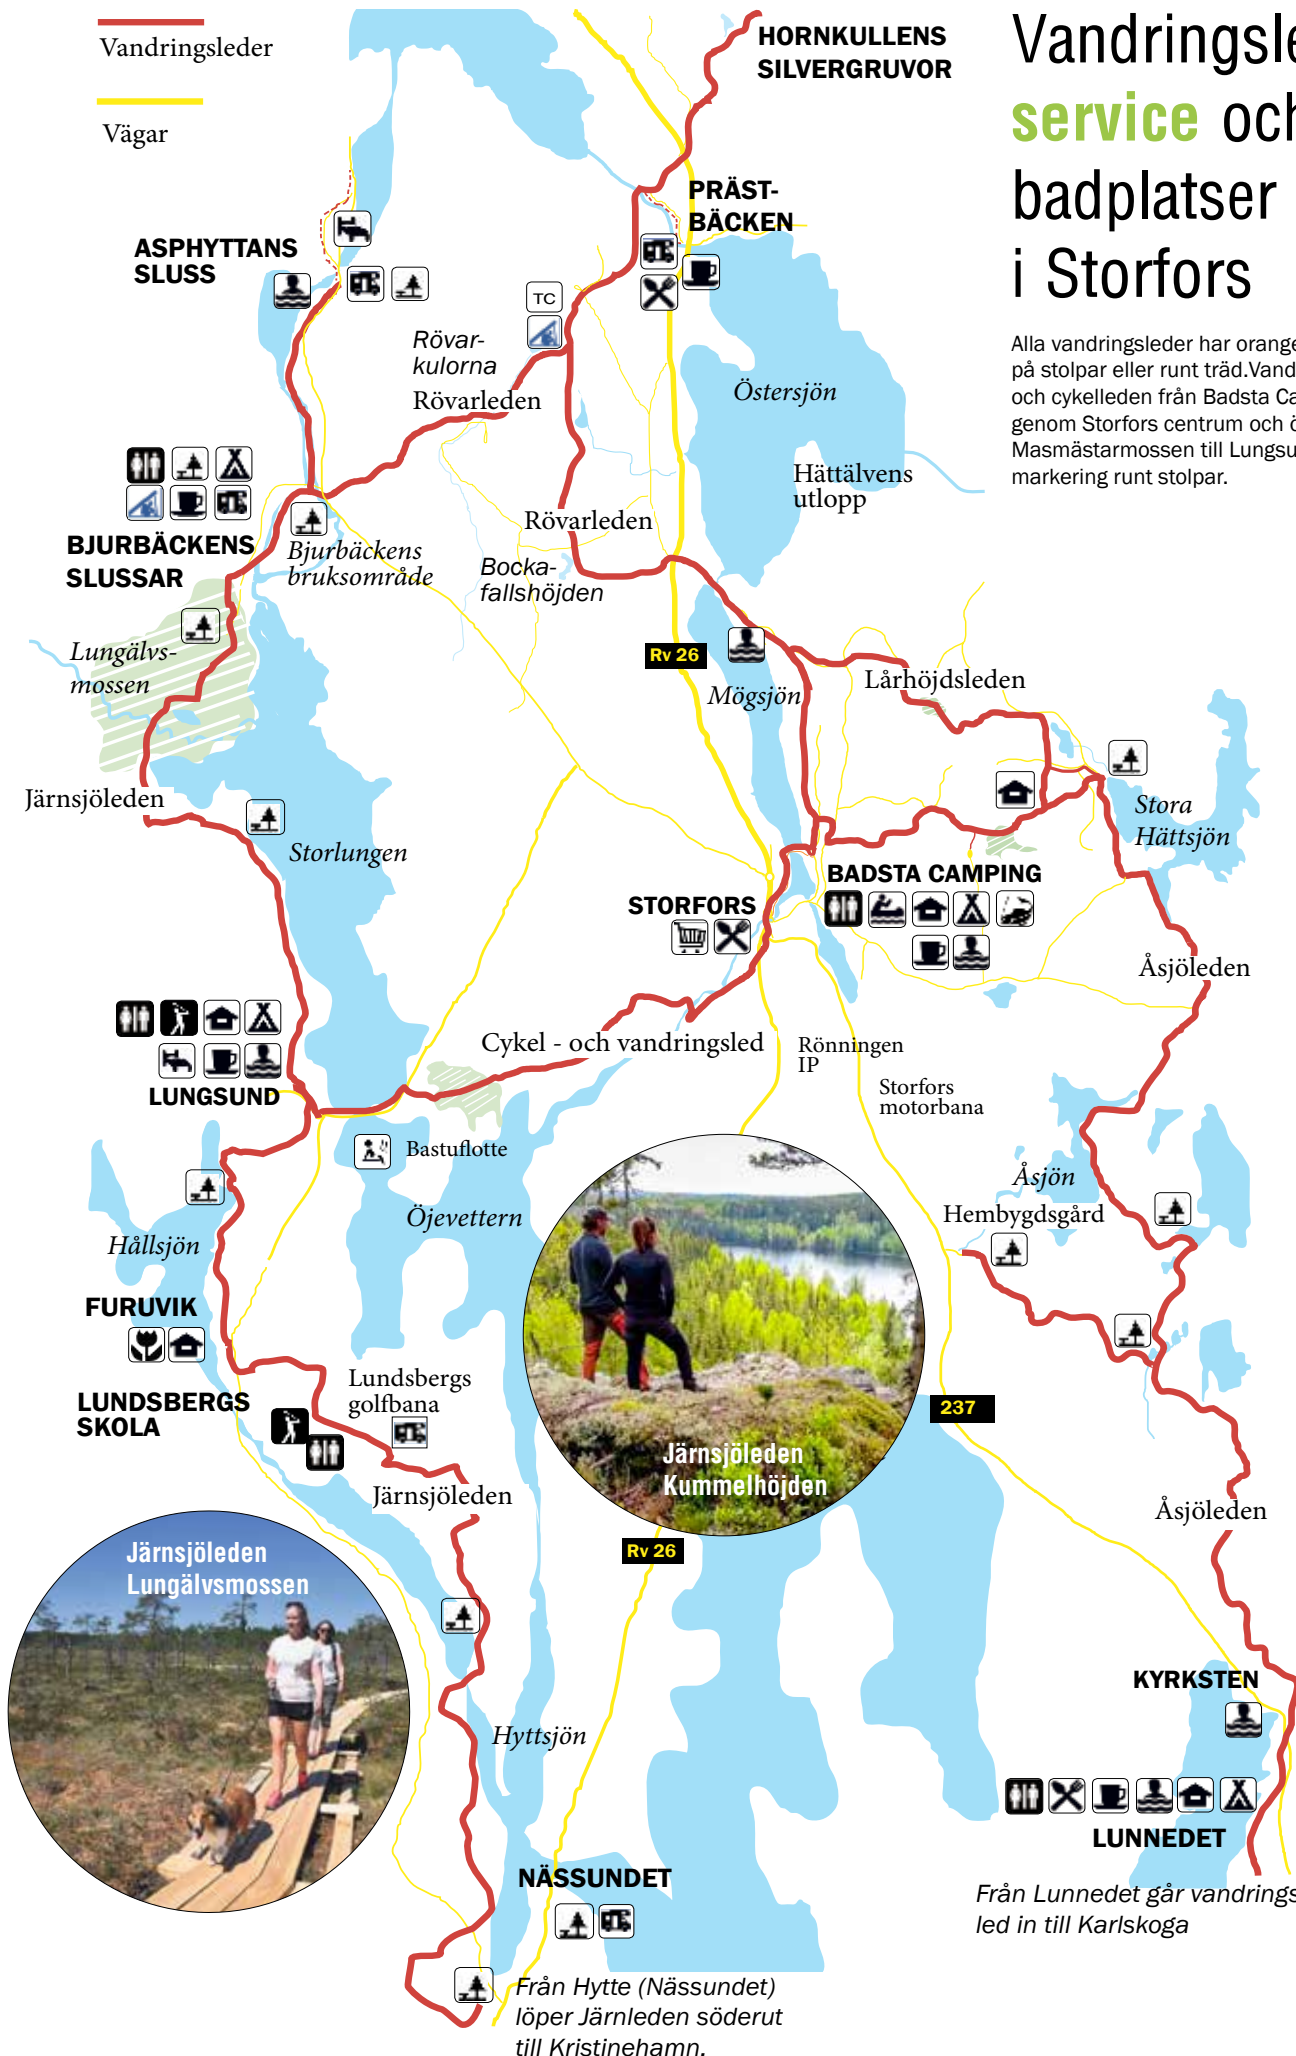 Vandringsleder
Vägar
HORNKULLENS
SILVERGRUVOR
service
badplatser
i Storfors
Alla vandringsleder har orange
på stolpar eller runt träd.
och cykelleden från Badsta
genom Storfors centrum och
Masmästarmossen till
markering runt stolpar.
PRÄST-
BÄCKEN
ASPHYTTANS
SLUSS
TC
Rövar-
kulorna
Rövarleden
Östersjön
Hättälvens
utlopp
Rövarleden
BJURBÄCKENS
SLUSSAR
Bjurbäckens
bruksområde
Bocka-
fallshöjden
Lungälvs-
mossen
Rv 26
Mögsjön
Lårhöjdsleden
Järnsjöleden
Storlungen
Stora
Hättsjön
BADSTA CAMPING
STORFORS
Åsjöleden
Cykel - och vandringsled
Rönningen
IP
Storfors
motorbana
LUNGSUND
Bastuflotte
Öjevettern
Åsjön
Hembygdsgård
Hållsjön
FURUVIK
LUNDSBERGS
SKOLA
Lundsbergs
golfbana
237
Järnsjöleden
Kummelhöjden
Järnsjöleden
Åsjöleden
Rv 26
Järnsjöleden
Lungälvsmossen
KYRKSTEN
Hyttsjön
LUNNEDET
NÄSSUNDET
Från Lunnedet går vandrings
led in till Karlskoga
Från Hytte (Nässundet)
löper Järnleden söderut
till Kristinehamn.